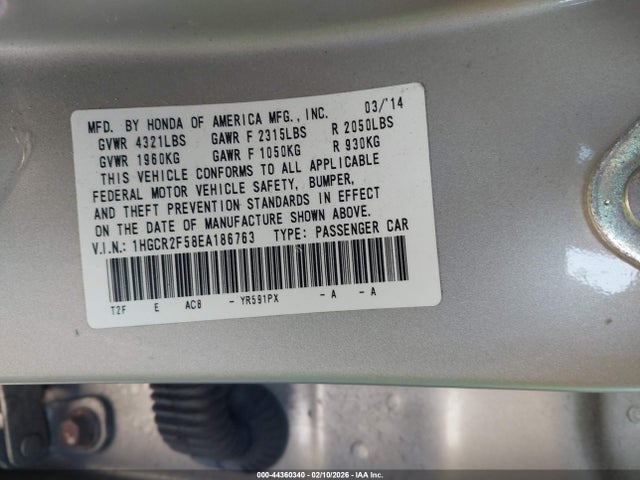 MFD. BY HONDA OF AMERICA MFG., INC. 03/'14
GVWR 4321LBS GAWR F 2315LBS R 2050LBS
GVWR 1960KG GAWR F 1050KG R 930KG
THIS VEHICLE CONFORMS TO ALL APPLICABLE
FEDERAL MOTOR VEHICLE SAFETY, BUMPER,
AND THEFT PREVENTION STANDARDS IN EFFECT
ON THE DATE OF MANUFACTURE SHOWN ABOVE.
V.I.N.: 1HGCR2F58EA186763 TYPE: PASSENGER CAR
T2F E ACB - YR591PX - A - A
000-44360340 - 02/10/2026 - IAA Inc.